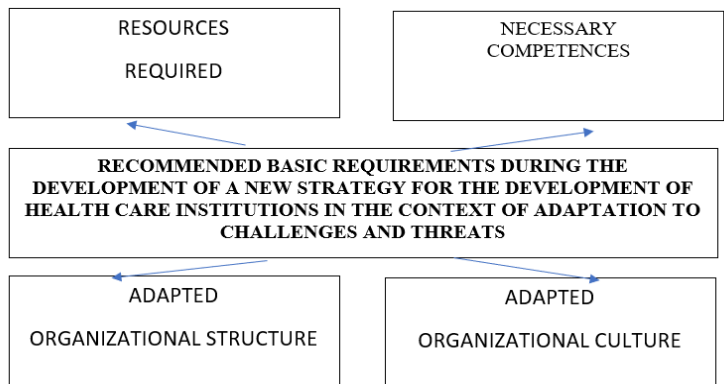 RESOURCES
REQUIRED
NECESSARY
COMPETENCES
RECOMMENDED BASIC REQUIREMENTS DURING THE
DEVELOPMENT OF A NEW STRATEGY FOR THE DEVELOPMENT OF
HEALTH CARE INSTITUTIONS IN THE CONTEXT OF ADAPTATION TO
CHALLENGES AND THREATS
ADAPTED
ORGANIZATIONAL STRUCTURE
ADAPTED
ORGANIZATIONAL CULTURE